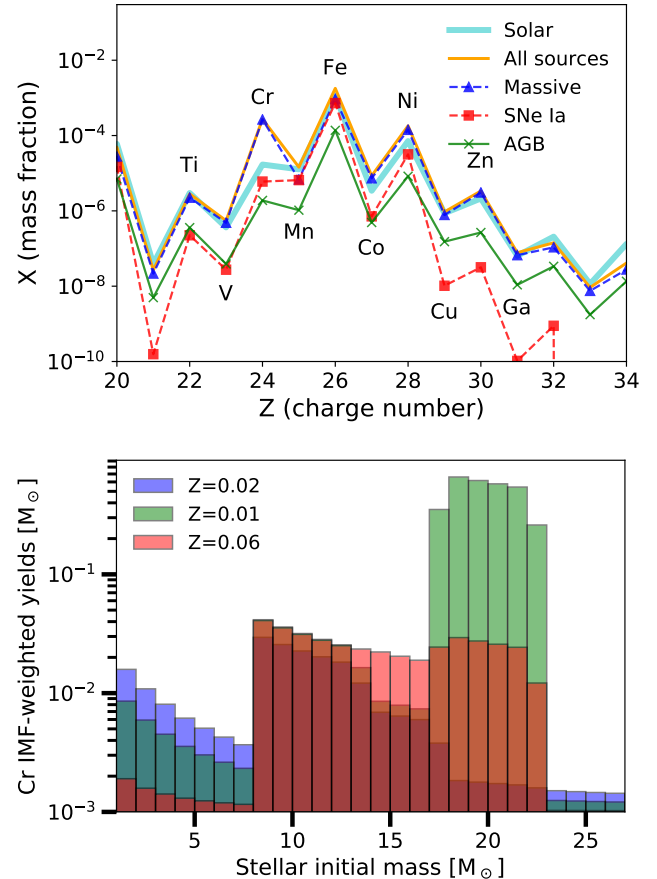 Solar
All sources
Massive
SNe Ia
AGB
Ti
V
Cr
Mn
Fe
Co
Ni
Cu
Zn
Ga
10⁻²
10⁻⁴
10⁻⁶
10⁻⁸
10⁻¹⁰
X (mass fraction)
20 22 24 26 28 30 32 34
Z (charge number)
Z=0.02
Z=0.01
Z=0.06
10⁻¹
10⁻²
10⁻³
Cr IMF-weighted yields [M☉]
5 10 15 20 25
Stellar initial mass [M☉]